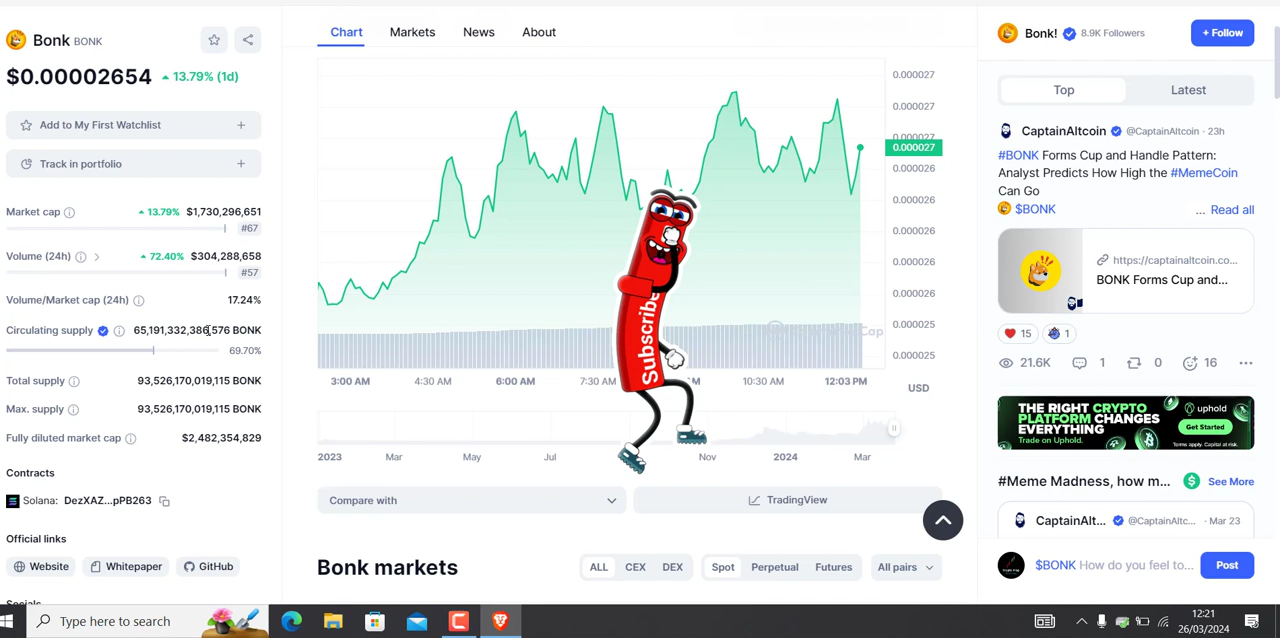 Bonk BONK
$0.00002654 13.79% (1d)
Add to My First Watchlist
Track in portfolio
Market cap 13.79% $1,730,296,651
#67
Volume (24h) 72.40% $304,288,658
#57
Volume/Market cap (24h) 17.24%
Circulating supply 65,191,332,386,576 BONK
69.70%
Total supply 93,526,170,019,115 BONK
Max. supply 93,526,170,019,115 BONK
Fully diluted market cap $2,482,354,829
Contracts
Solana: DezXAZ...pPB263
Official links
Website Whitepaper GitHub
Socials
Type here to search
Chart Markets News About
0.000027
0.000027
0.000027
0.000027
0.000026
0.000026
0.000026
0.000026
0.000025
0.000025
3:00 AM 4:30 AM 6:00 AM 7:30 AM 10:30 AM 12:03 PM
USD
Subscribe
2023 Mar May Jul Nov 2024 Mar
Compare with TradingView
Bonk markets ALL CEX DEX Spot Perpetual Futures All pairs
Bonk! 8.9K Followers + Follow
Top Latest
CaptainAltcoin @CaptainAltcoin · 23h
#BONK Forms Cup and Handle Pattern:
Analyst Predicts How High the #MemeCoin
Can Go
$BONK ... Read all
https://captainaltcoin.co...
BONK Forms Cup and...
15 1
21.6K 1 0 16
THE RIGHT CRYPTO
PLATFORM CHANGES
EVERYTHING
Trade on Uphold.
uphold
Get Started
Terms apply. Capital at risk.
#Meme Madness, how m... See More
CaptainAlt... @CaptainAltc... · Mar 23
$BONK How do you feel to... Post
12:21
26/03/2024